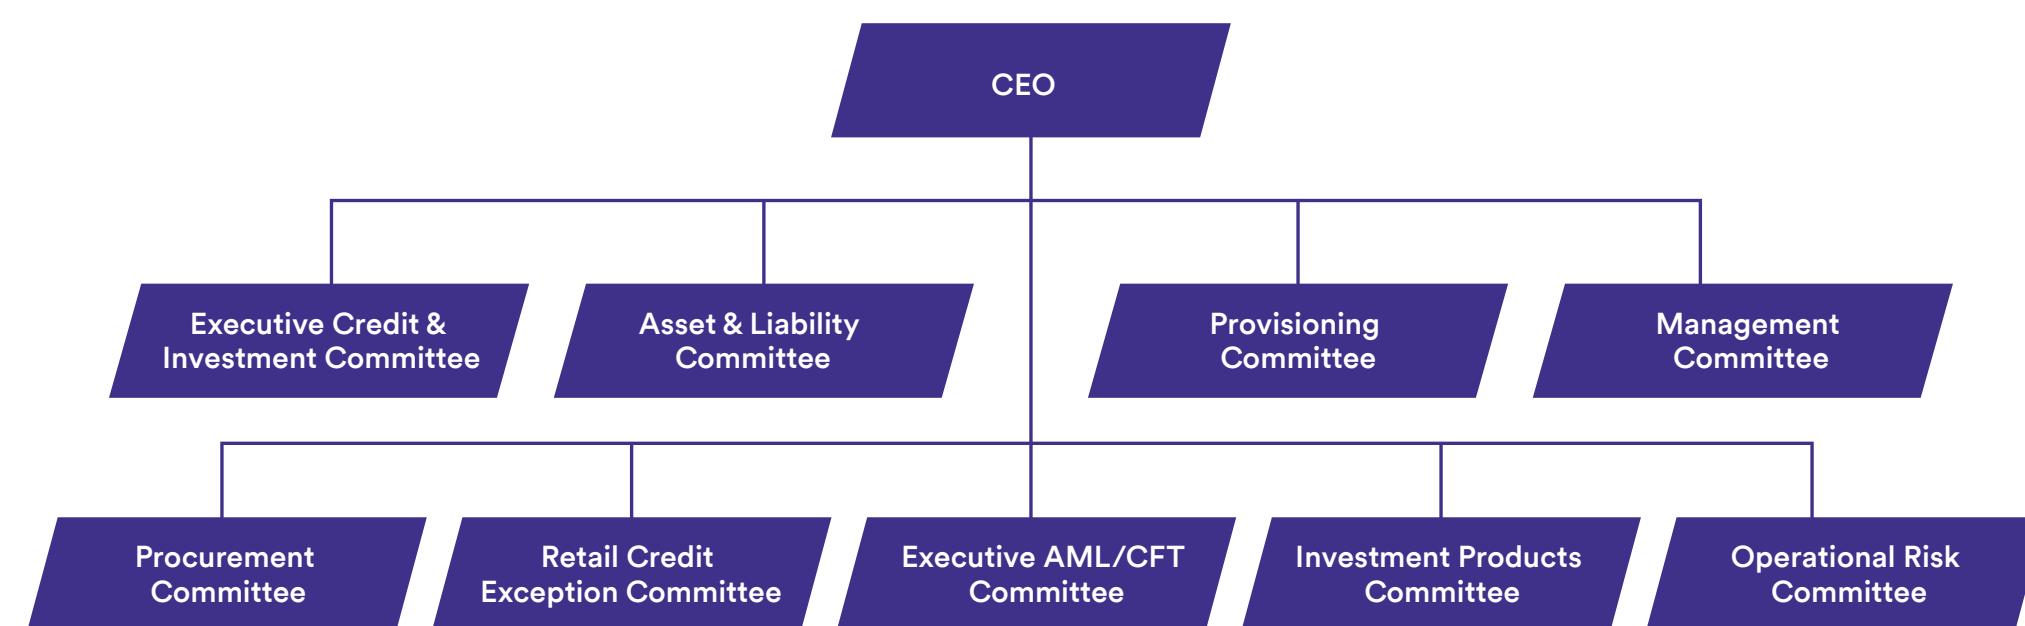 CEO
Executive Credit &
Investment Committee
Asset & Liability
Committee
Provisioning
Committee
Management
Committee
Procurement
Committee
Retail Credit
Exception Committee
Executive AML/CFT
Committee
Investment Products
Committee
Operational Risk
Committee